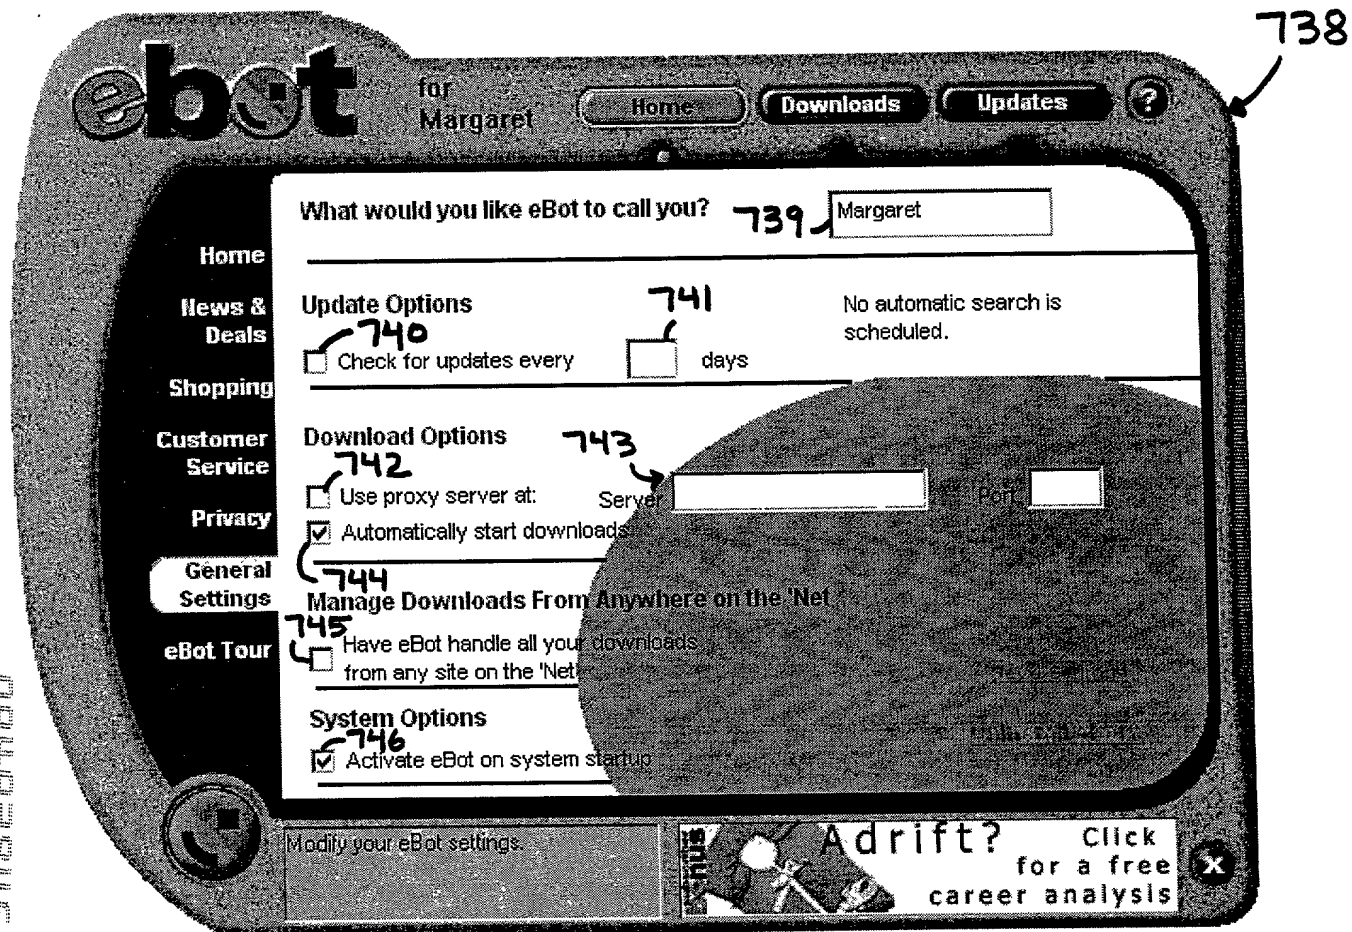 738
ebot
for
Margaret
Home
Downloads
Updates
?
What would you like eBot to call you?
739
Margaret
Home
News &
Deals
Shopping
Customer
Service
Privacy
General
Settings
eBot Tour
Update Options
741
No automatic search is
scheduled.
740
Check for updates every
days
Download Options
743
742
Use proxy server at:
Server
Port
Automatically start downloads
744
Manage Downloads From Anywhere on the 'Net
745
Have eBot handle all your downloads
from any site on the 'Net
System Options
746
Activate eBot on system startup
Modify your eBot settings.
Adrift?
Click
for a free
career analysis
X